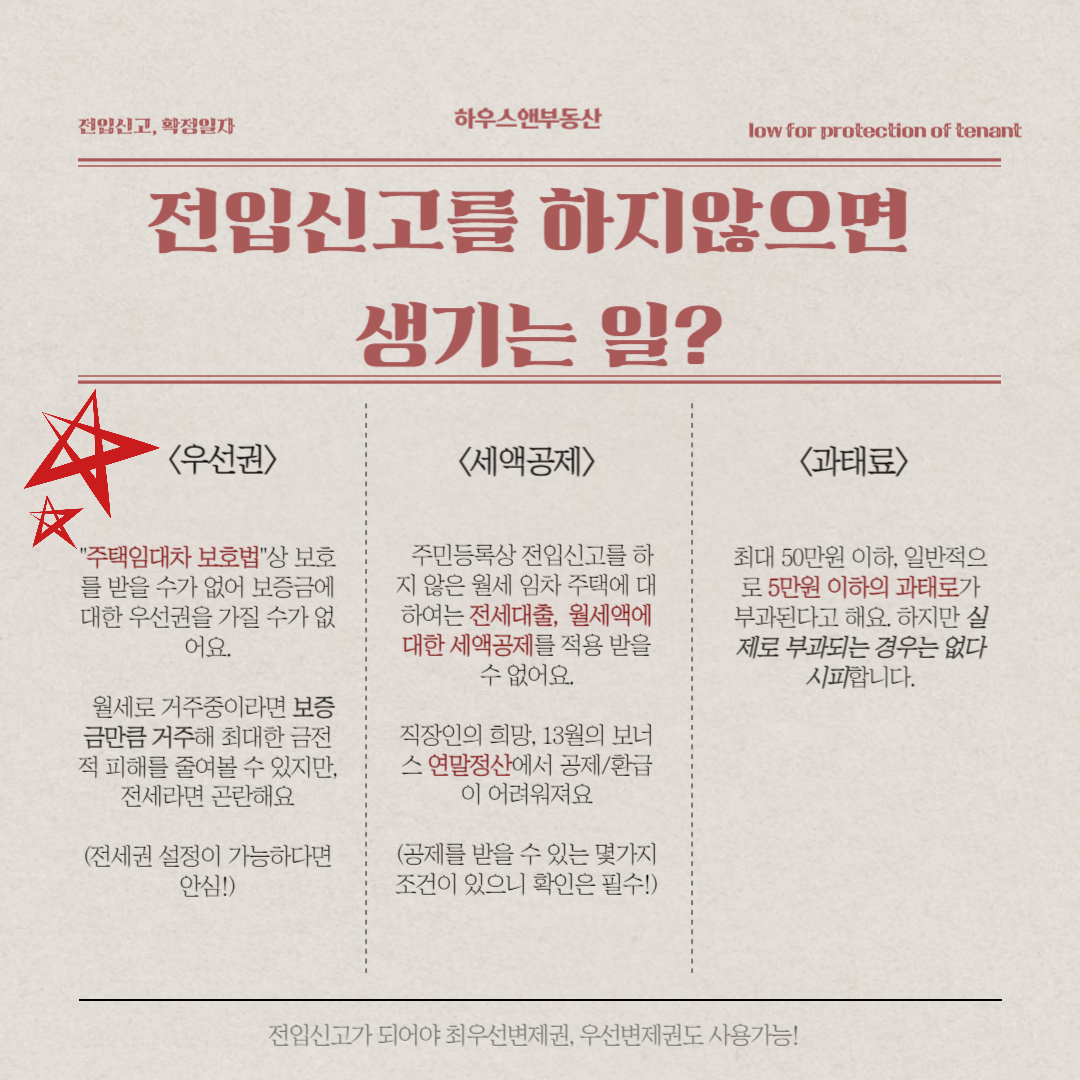 전입신고, 확정일자
하우스앤부동산
low for protection of tenant
전입신고를 하지않으면
생기는 일?
<우선권>
"주택임대차 보호법"상 보호
를 받을 수가 없어 보증금에
대한 우선권을 가질 수가 없
어요.
월세로 거주중이라면 보증
금만큼 거주해 최대한 금전
적 피해를 줄여볼 수 있지만,
전세라면 곤란해요
(전세권 설정이 가능하다면
안심!)
<세액공제>
주민등록상 전입신고를 하
지 않은 월세 임차 주택에 대
하여는 전세대출, 월세액에
대한 세액공제를 적용 받을
수 없어요.
직장인의 희망, 13월의 보너
스 연말정산에서 공제/환급
이 어려워져요
(공제를 받을 수 있는 몇가지
조건이 있으니 확인은 필수!)
<과태료>
최대 50만원 이하, 일반적으
로 5만원 이하의 과태료가
부과된다고 해요. 하지만 실
제로 부과되는 경우는 없다
시피합니다.
전입신고가 되어야 최우선변제권, 우선변제권도 사용가능!